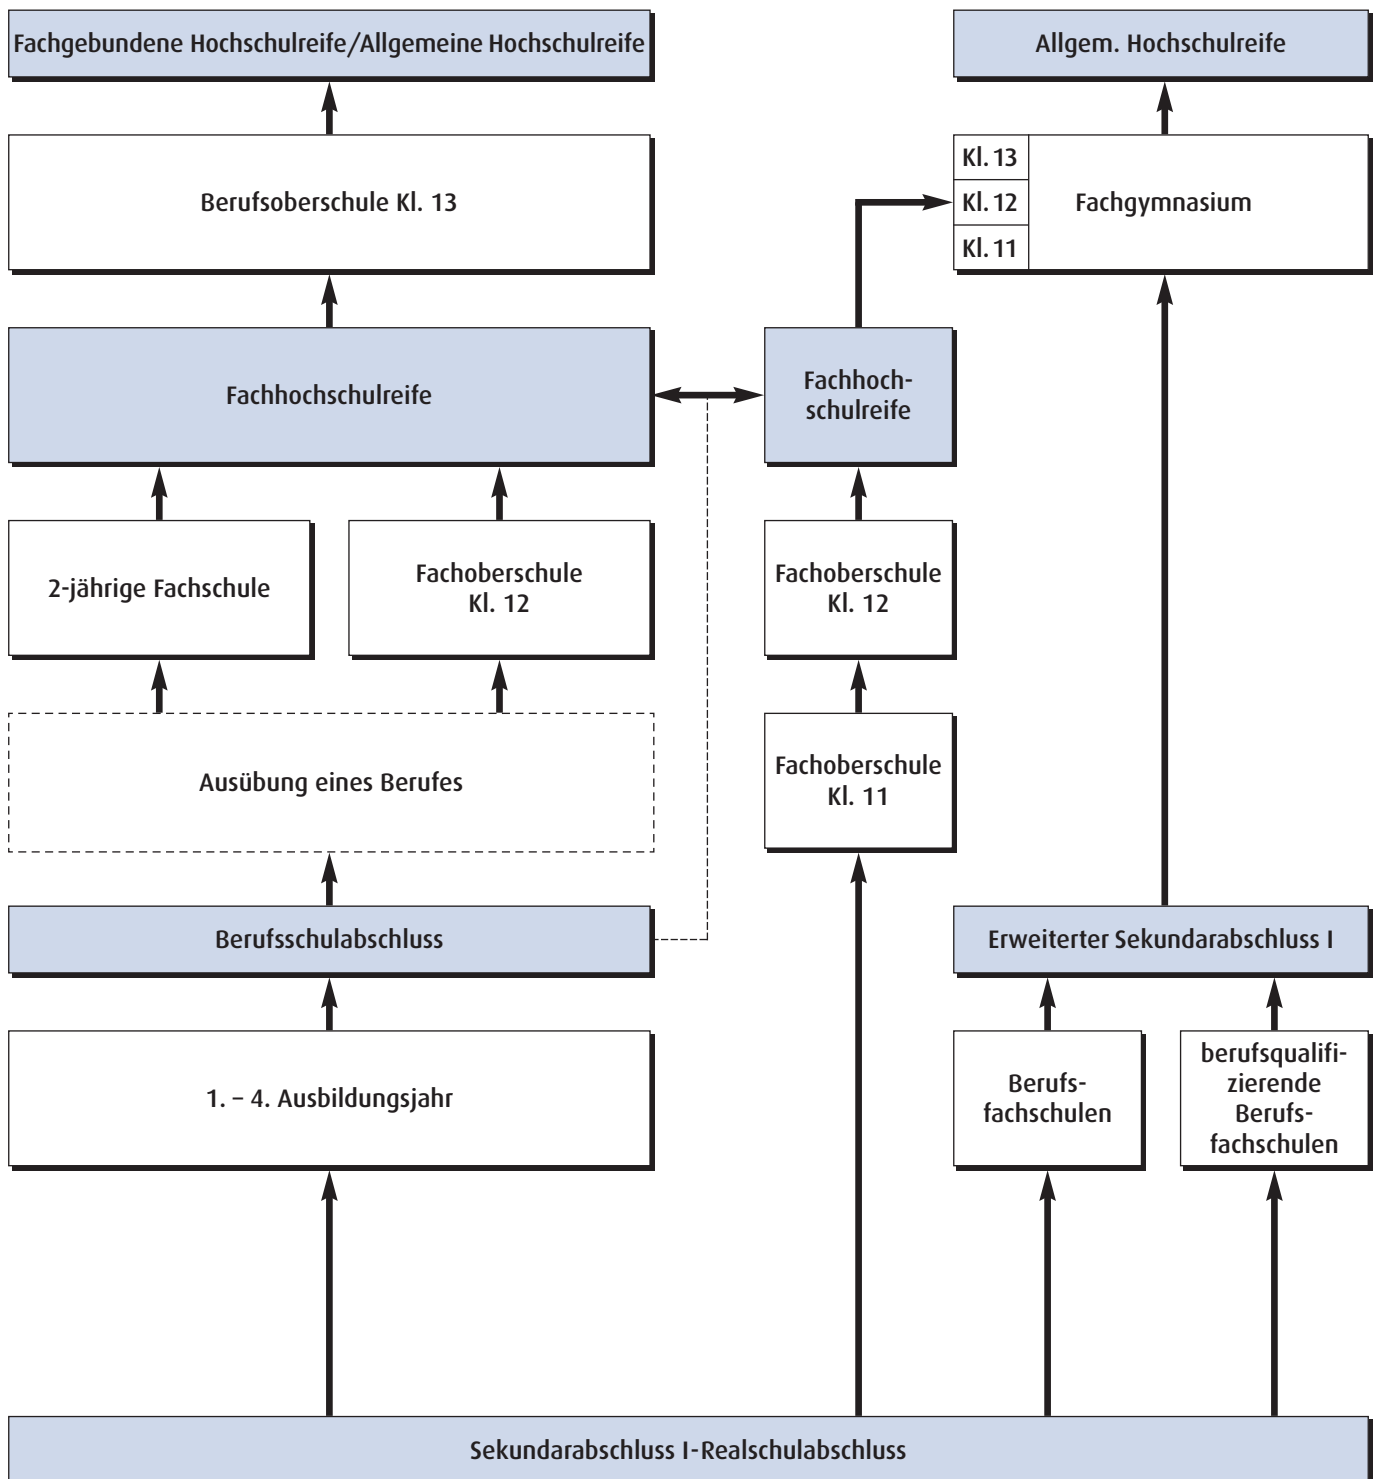 Fachgebundene Hochschulreife/Allgemeine Hochschulreife
Allgem. Hochschulreife
Berufsoberschule Kl. 13
Kl. 13
Kl. 12
Kl. 11
Fachgymnasium
Fachhochschulreife
Fachhoch-
schulreife
2-jährige Fachschule
Fachoberschule
Kl. 12
Fachoberschule
Kl. 12
Ausübung eines Berufes
Fachoberschule
Kl. 11
Berufsschulabschluss
Erweiterter Sekundarabschluss I
1. – 4. Ausbildungsjahr
Berufs-
fachschulen
berufsqualifi-
zierende
Berufs-
fachschulen
Sekundarabschluss I-Realschulabschluss